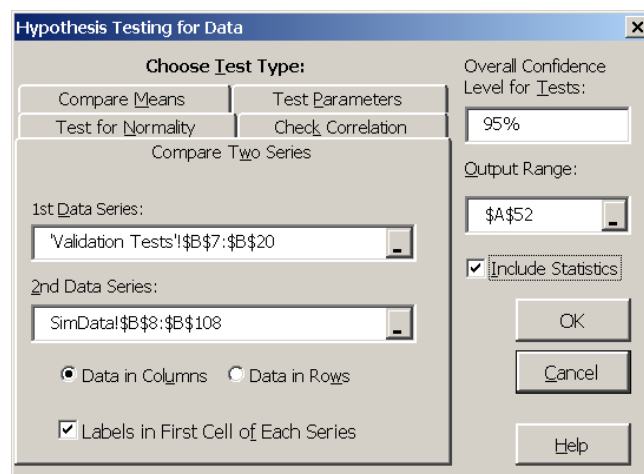 Hypothesis Testing for Data
Choose Test Type:
Compare Means
Test Parameters
Test for Normality
Check Correlation
Compare Two Series
1st Data Series:
'Validation Tests'!$B$7:$B$20
2nd Data Series:
SimData!$B$8:$B$108
Data in Columns
Data in Rows
Labels in First Cell of Each Series
Overall Confidence
Level for Tests:
95%
Output Range:
$A$52
Include Statistics
OK
Cancel
Help